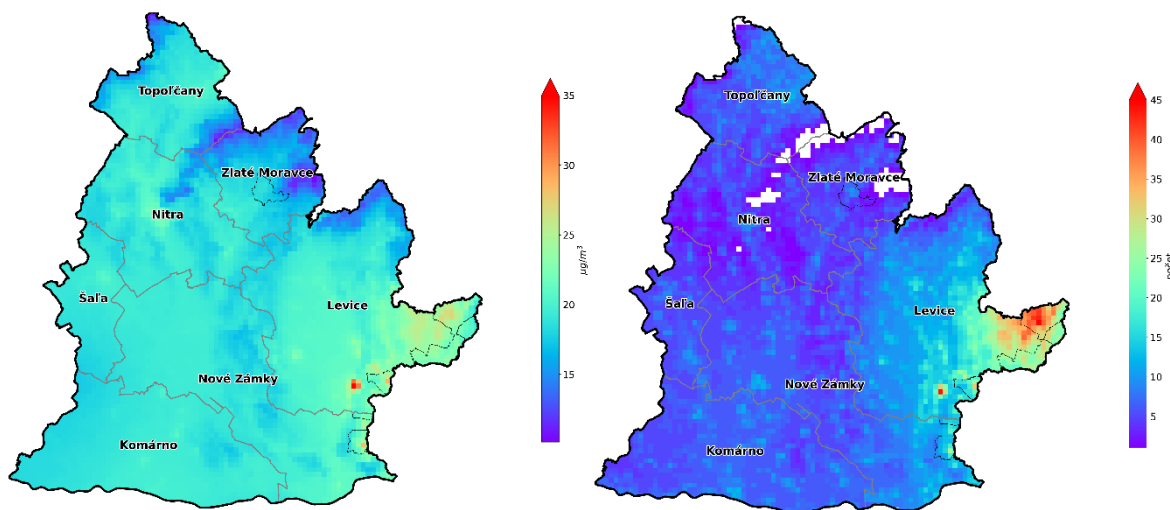 Topoľčany
Zlaté Moravce
Nitra
Šaľa
Levice
Nové Zámky
Komárno
35
30
25
20
15
µg/m³
Topoľčany
Zlaté Moravce
Nitra
Šaľa
Levice
Nové Zámky
Komárno
45
40
35
30
25
20
15
10
5
počet